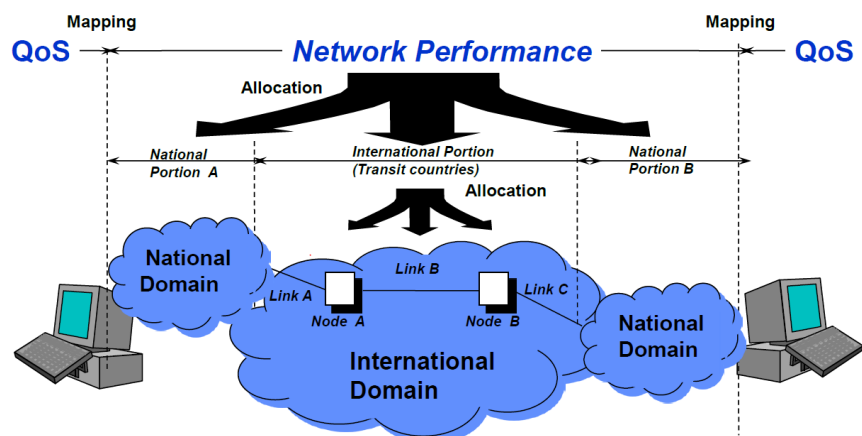 Mapping
Mapping
QoS
Network Performance
QoS
Allocation
National
Portion A
International Portion
(Transit countries)
National
Portion B
Allocation
National
Domain
Link A
Link B
Link C
Node A
Node B
National
Domain
International
Domain